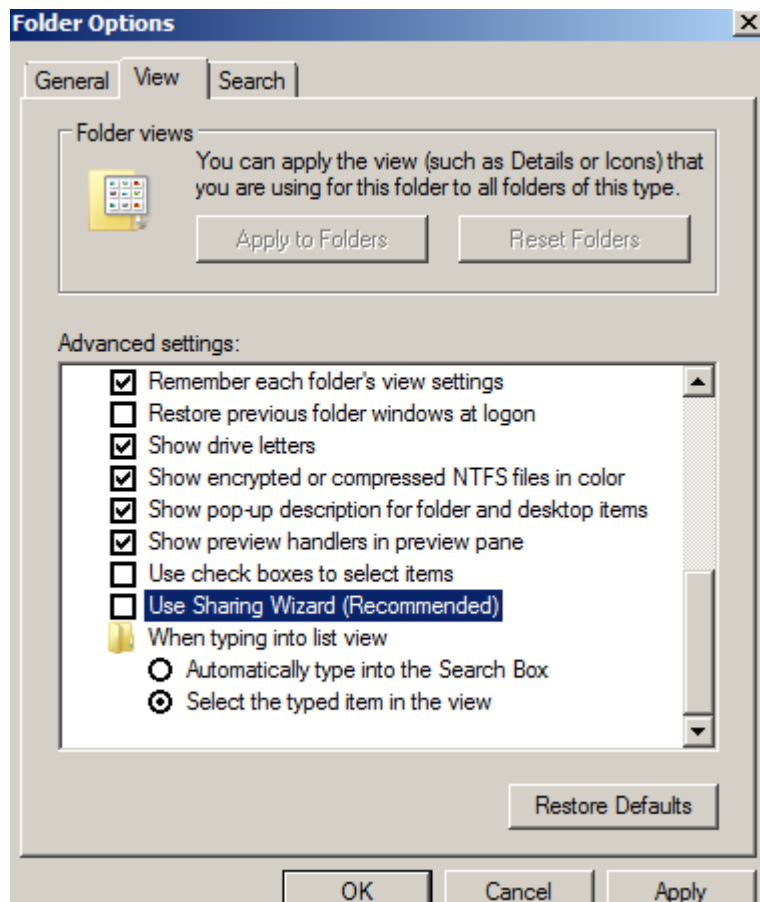 Folder Options
General View Search
Folder views
You can apply the view (such as Details or Icons) that
you are using for this folder to all folders of this type.
Apply to Folders Reset Folders
Advanced settings:
Remember each folder's view settings
Restore previous folder windows at logon
Show drive letters
Show encrypted or compressed NTFS files in color
Show pop-up description for folder and desktop items
Show preview handlers in preview pane
Use check boxes to select items
Use Sharing Wizard (Recommended)
When typing into list view
Automatically type into the Search Box
Select the typed item in the view
Restore Defaults
OK Cancel Apply